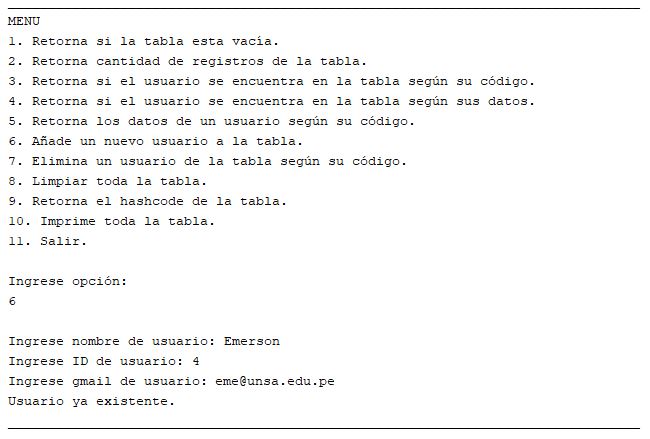 MENU
1. Retorna si la tabla esta vacía.
2. Retorna cantidad de registros de la tabla.
3. Retorna si el usuario se encuentra en la tabla según su código.
4. Retorna si el usuario se encuentra en la tabla según sus datos.
5. Retorna los datos de un usuario según su código.
6. Añade un nuevo usuario a la tabla.
7. Elimina un usuario de la tabla según su código.
8. Limpiar toda la tabla.
9. Retorna el hashcode de la tabla.
10. Imprime toda la tabla.
11. Salir.
Ingrese opción:
6
Ingrese nombre de usuario: Emerson
Ingrese ID de usuario: 4
Ingrese gmail de usuario: eme@unsa.edu.pe
Usuario ya existente.